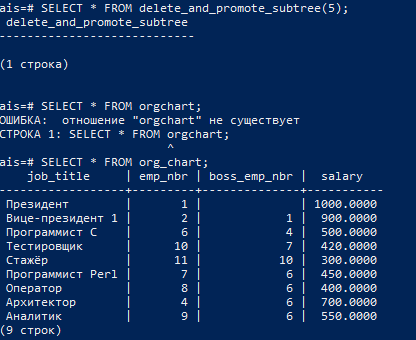 ais=# SELECT * FROM delete_and_promote_subtree(5);
delete_and_promote_subtree
----------------------------
(1 строка)
ais=# SELECT * FROM orgchart;
ОШИБКА:  отношение "orgchart" не существует
СТРОКА 1: SELECT * FROM orgchart;
^
ais=# SELECT * FROM org_chart;
job_title | emp_nbr | boss_emp_nbr | salary
------------------+---------+--------------+-----------
Президент | 1 | | 1000.0000
Вице-президент 1 | 2 | 1 | 900.0000
Программист C | 6 | 4 | 500.0000
Тестировщик | 10 | 7 | 420.0000
Стажёр | 11 | 10 | 300.0000
Программист Perl | 7 | 6 | 450.0000
Оператор | 8 | 6 | 400.0000
Архитектор | 4 | 6 | 700.0000
Аналитик | 9 | 6 | 550.0000
(9 строк)